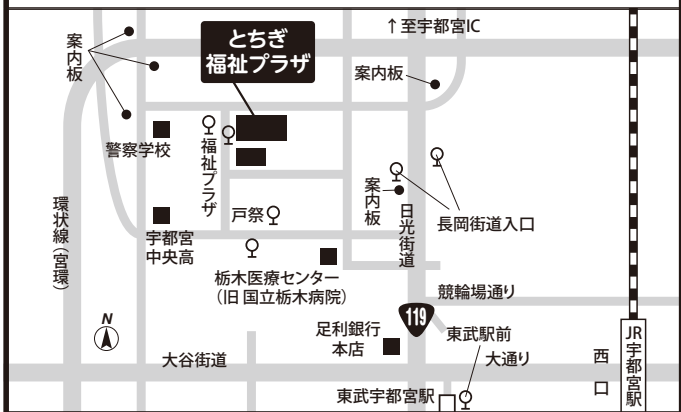 ↑至宇都宮IC
とちぎ
福祉プラザ
案内板
案内板
警察学校
福祉プラザ
案内板
長岡街道入口
戸祭
日光街道
環状線(宮環)
宇都宮
中央高
栃木医療センター
(旧 国立栃木病院)
競輪場通り
119
N
足利銀行
本店
東武駅前
大谷街道
大通り
西口
JR宇都宮駅
東武宇都宮駅